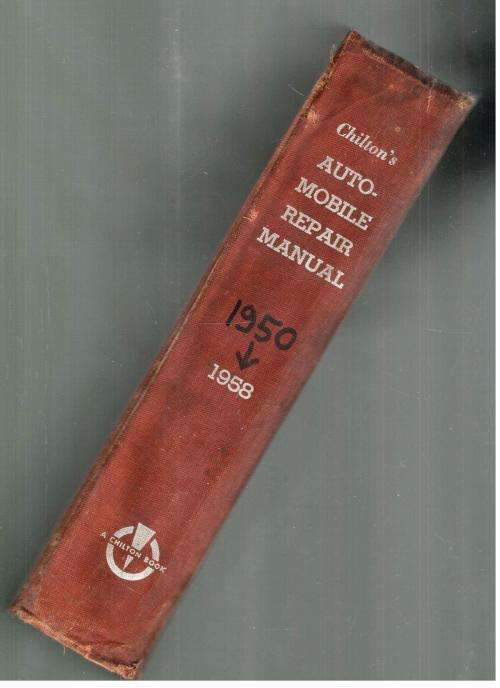 Chilton's
AUTO-
MOBILE
REPAIR
MANUAL
1950
↓
1958
A CHILTON BOOK